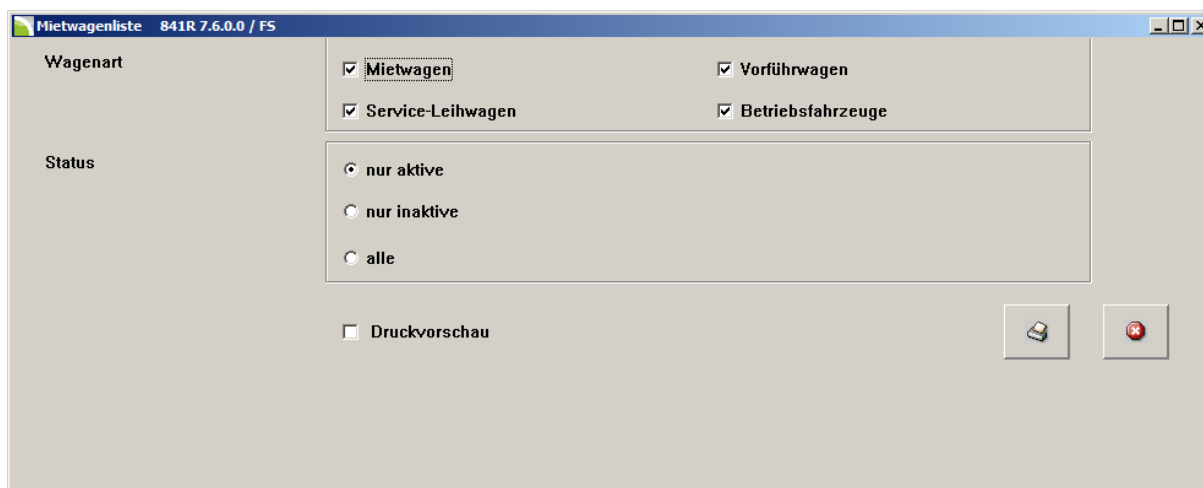 Mietwagenliste 841R 7.6.0.0 / FS
Wagenart
Mietwagen Vorführwagen
Service-Leihwagen Betriebsfahrzeuge
Status
nur aktive
nur inaktive
alle
Druckvorschau